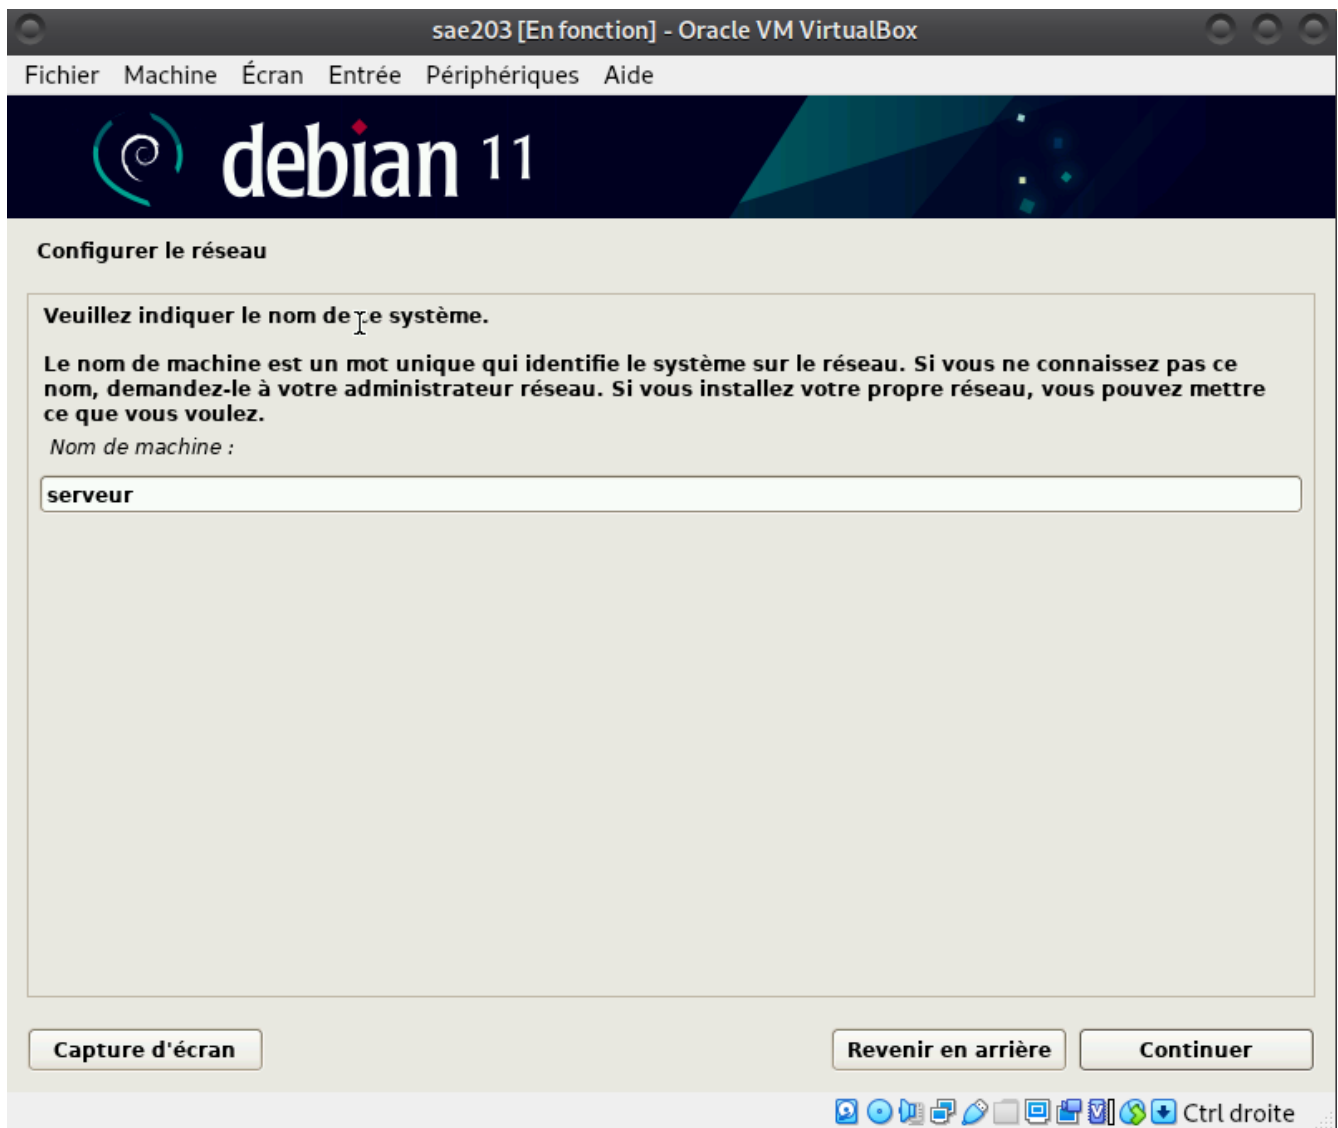 sae203 [En fonction] - Oracle VM VirtualBox
Fichier Machine Écran Entrée Périphériques Aide
debian 11
Configurer le réseau
Veuillez indiquer le nom de ce système.
Le nom de machine est un mot unique qui identifie le système sur le réseau. Si vous ne connaissez pas ce
nom, demandez-le à votre administrateur réseau. Si vous installez votre propre réseau, vous pouvez mettre
ce que vous voulez.
Nom de machine :
serveur
Capture d'écran Revenir en arrière Continuer
Ctrl droite